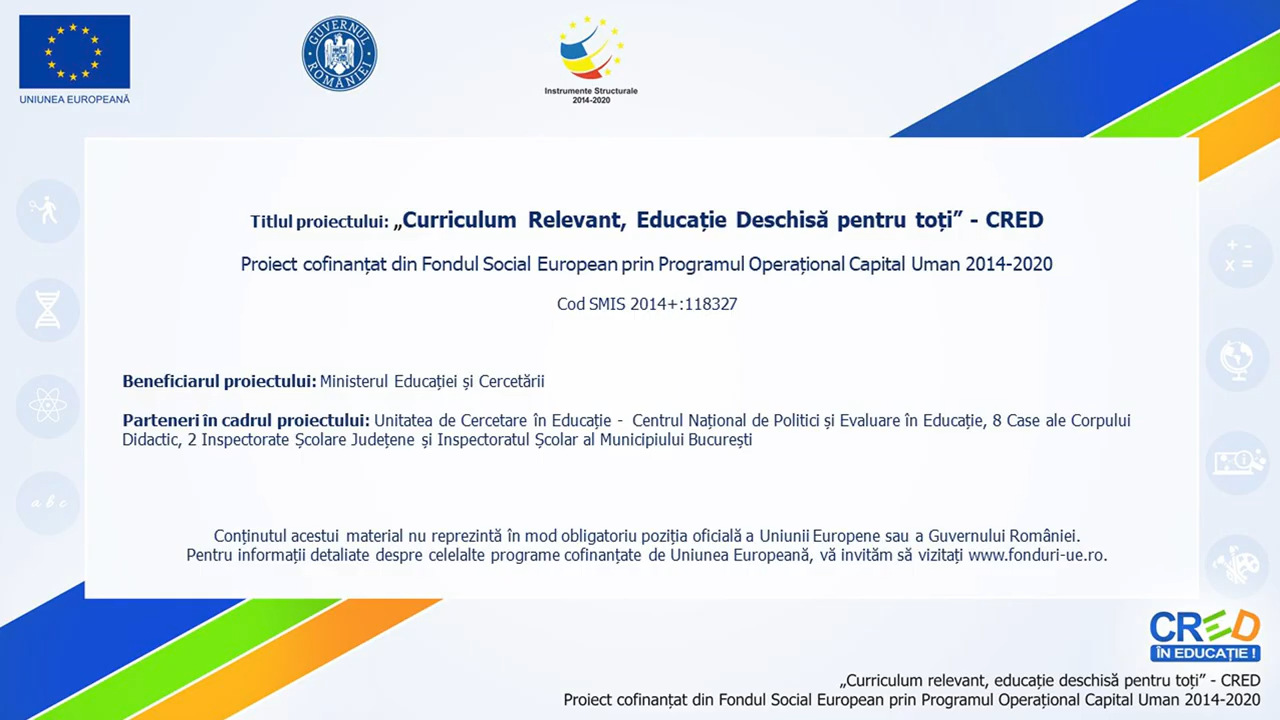 UNIUNEA EUROPEANĂ
GUVERNUL ROMÂNIEI
Instrumente Structurale
2014-2020
Titlul proiectului: „Curriculum Relevant, Educație Deschisă pentru toți” - CRED
Proiect cofinanțat din Fondul Social European prin Programul Operațional Capital Uman 2014-2020
Cod SMIS 2014+:118327
Beneficiarul proiectului: Ministerul Educației și Cercetării
Parteneri în cadrul proiectului: Unitatea de Cercetare în Educație - Centrul Național de Politici și Evaluare în Educație, 8 Case ale Corpului
Didactic, 2 Inspectorate Școlare Județene și Inspectoratul Școlar al Municipiului București
a b c
Conținutul acestui material nu reprezintă în mod obligatoriu poziția oficială a Uniunii Europene sau a Guvernului României.
Pentru informații detaliate despre celelalte programe cofinanțate de Uniunea Europeană, vă invităm să vizitați www.fonduri-ue.ro.
CRED
ÎN EDUCAȚIE !
„Curriculum relevant, educație deschisă pentru toți” - CRED
Proiect cofinanțat din Fondul Social European prin Programul Operațional Capital Uman 2014-2020